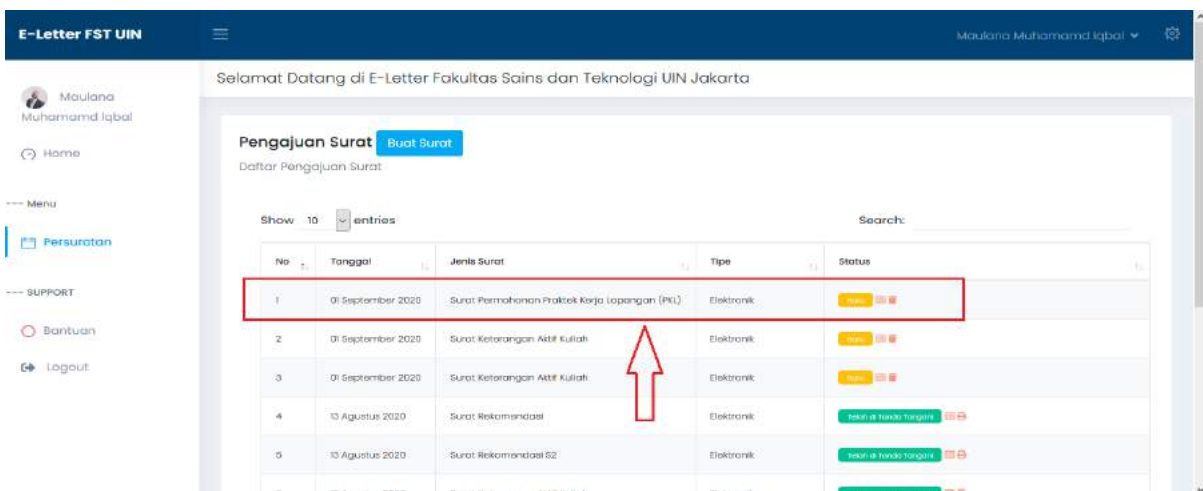 E-Letter FST UIN
Maulana Muhamamd Iqbal
Selamat Datang di E-Letter Fakultas Sains dan Teknologi UIN Jakarta
Maulana
Muhamamd Iqbal
Home
--- Menu
Persuratan
--- SUPPORT
Bantuan
Logout
Pengajuan Surat Buat Surat
Daftar Pengajuan Surat
Show 10 entries Search:
No Tanggal Jenis Surat Tipe Status
1 01 September 2020 Surat Permohonan Praktek Kerja Lapangan (PKL) Elektronik
2 01 September 2020 Surat Keterangan Aktif Kuliah Elektronik
3 01 September 2020 Surat Keterangan Aktif Kuliah Elektronik
4 13 Agustus 2020 Surat Rekomendasi Elektronik Telah di Tanda Tangani
5 13 Agustus 2020 Surat Rekomendasi S2 Elektronik Telah di Tanda Tangani